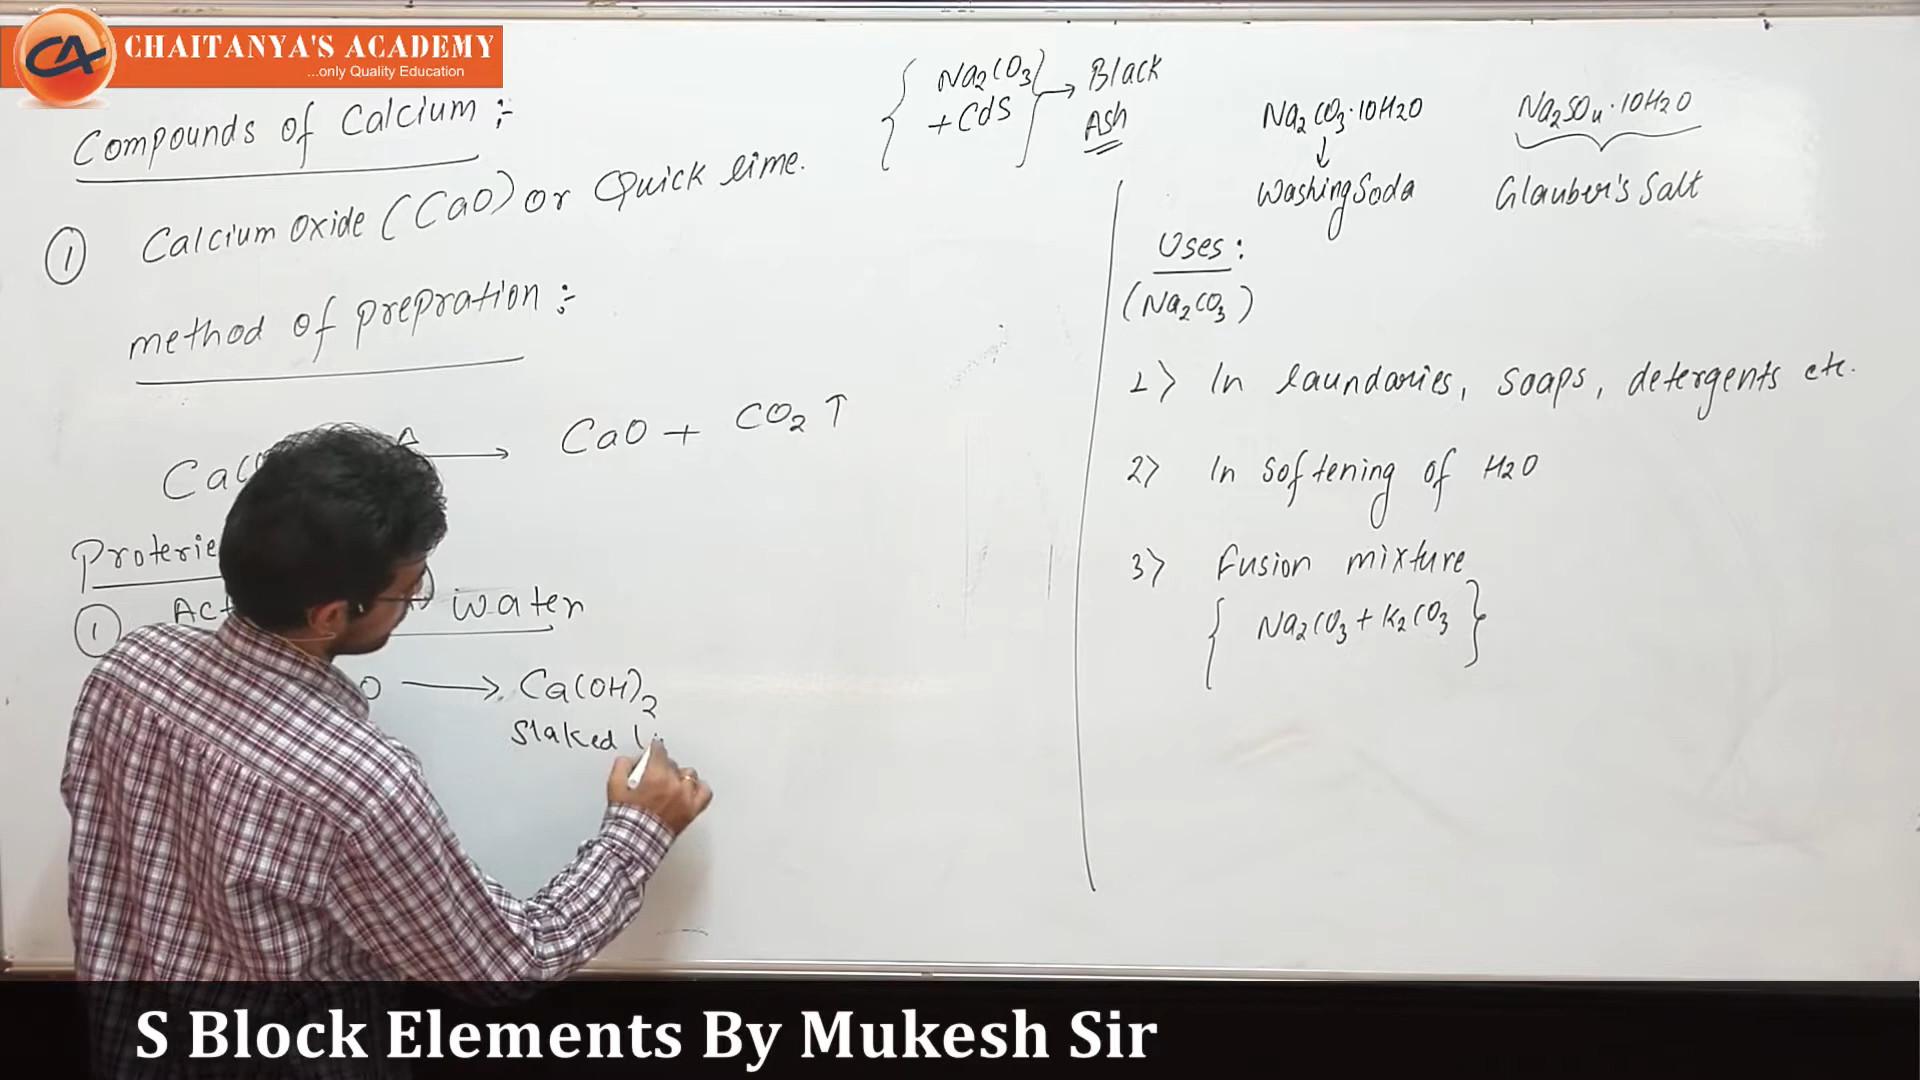 CHAITANYA'S ACADEMY
...only Quality Education
Compounds of Calcium :-
① Calcium Oxide (CaO) or Quick lime.
method of prepration :-
CaO + CO2 ↑
① Water
→ Ca(OH)2
Slaked
{ Na2CO3 + CdS } → Black Ash
Na2CO3·10H2O
↓
Washing Soda
Na2SO4·10H2O
Glauber's Salt
Uses :
(Na2CO3)
1> In laundaries, soaps, detergents etc.
2> In softening of H2O
3> Fusion mixture
{ Na2CO3 + K2CO3 }
S Block Elements By Mukesh Sir